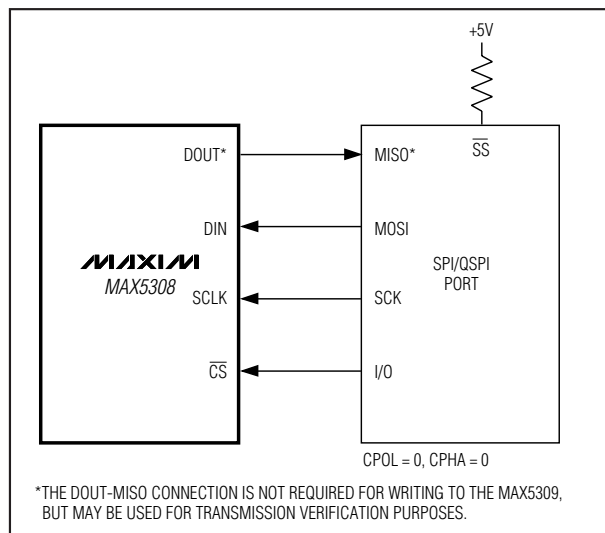 +5V
DOUT*
MISO*
SS
DIN
MOSI
MAXIM
MAX5308
SPI/QSPI
PORT
SCLK
SCK
CS
I/O
CPOL = 0, CPHA = 0
*THE DOUT-MISO CONNECTION IS NOT REQUIRED FOR WRITING TO THE MAX5309,
BUT MAY BE USED FOR TRANSMISSION VERIFICATION PURPOSES.